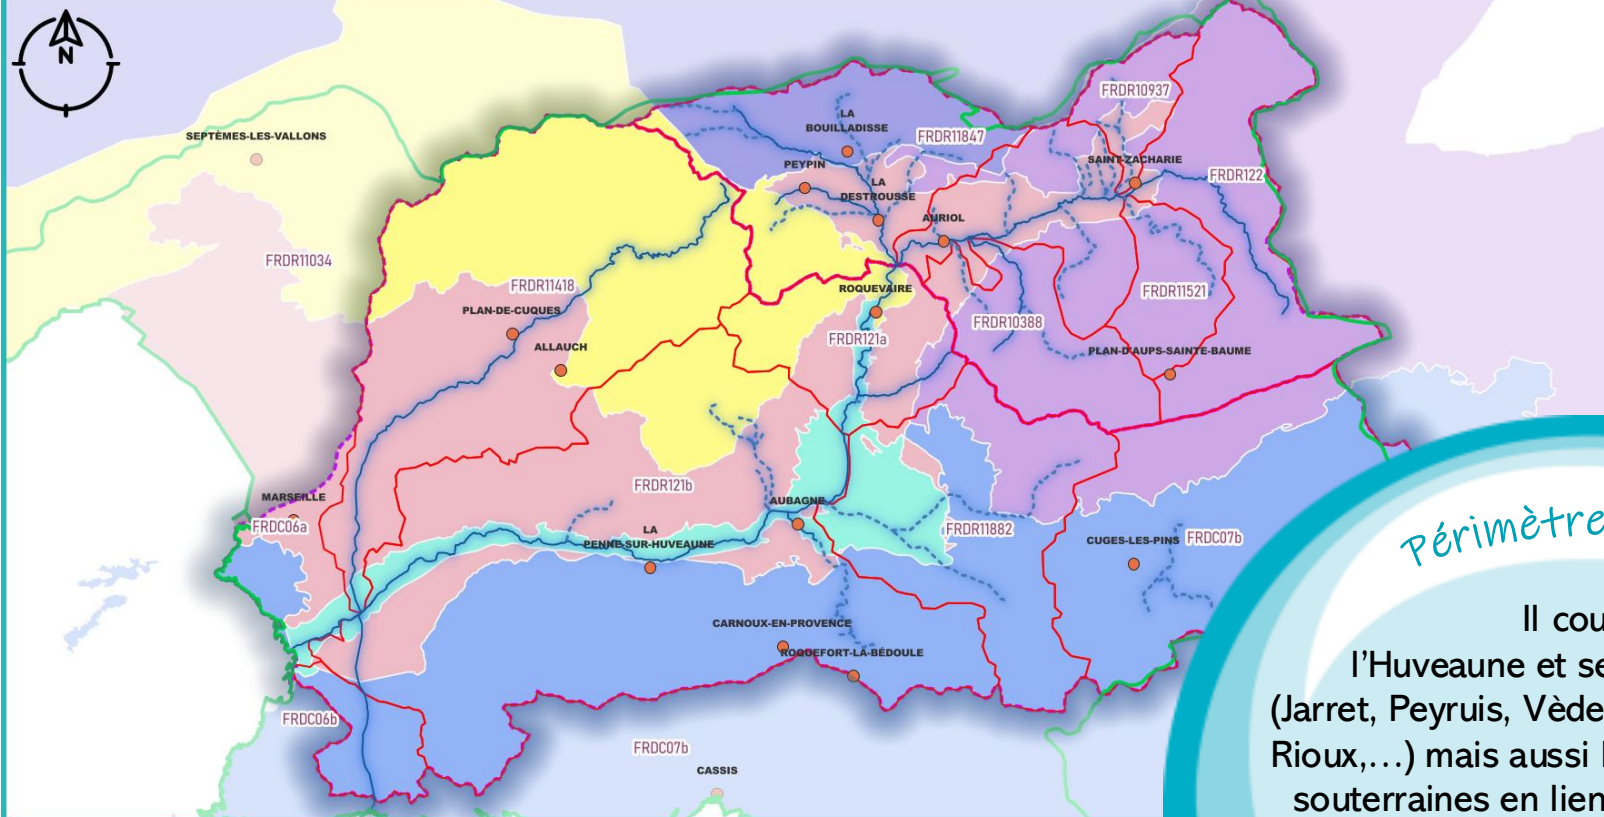 N
SEPTÈMES-LES-VALLONS
FRDR11034
LA
BOUILLADISSE
FRDR11847
FRDR10937
PEYPIN
SAINT-ZACHARIE
FRDR122
LA
DESTROUSSE
AURIOL
FRDR11418
PLAN-DE-CUQUES
ALLAUCH
ROQUEVAIRE
FRDR121a
FRDR11521
FRDR10388
PLAN-D'AUPS-SAINTE-BAUME
MARSEILLE
FRDC06a
FRDR121b
AUBAGNE
LA
PENNE-SUR-HUVEAUNE
FRDR11882
CUGES-LES-PINS
FRDC07b
CARNOUX-EN-PROVENCE
ROQUEFORT-LA-BÉDOULE
FRDC06b
FRDC07b
CASSIS
Périmètre
Il cou
l'Huveaune et se
(Jarret, Peyruis, Vède
Rioux,...) mais aussi
souterraines en lien